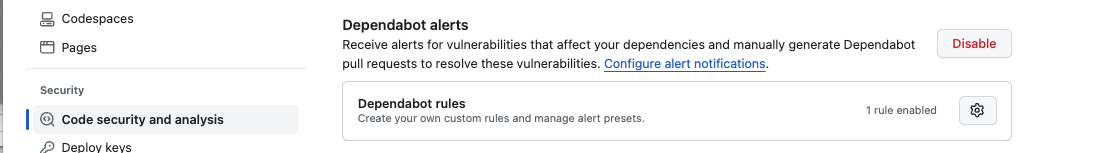 Codespaces
Pages
Security
Code security and analysis
Deploy keys
Dependabot alerts
Receive alerts for vulnerabilities that affect your dependencies and manually generate Dependabot
pull requests to resolve these vulnerabilities. Configure alert notifications.
Disable
Dependabot rules
Create your own custom rules and manage alert presets.
1 rule enabled